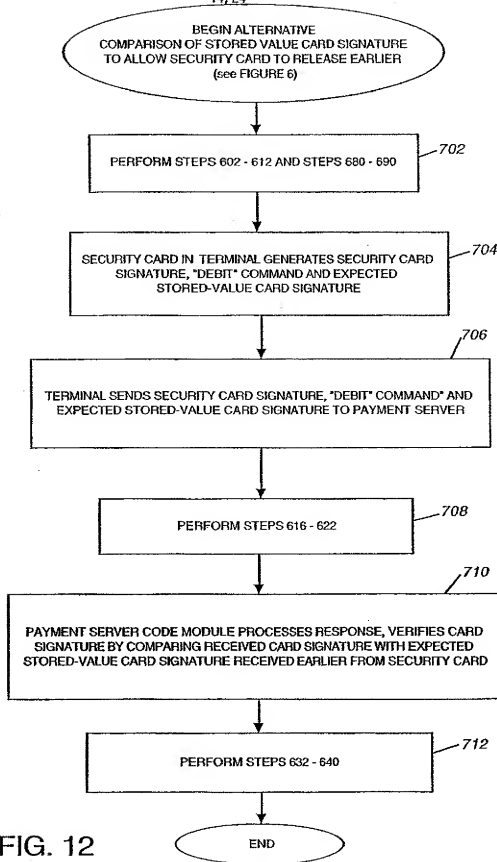 BEGIN ALTERNATIVE
COMPARISON OF STORED VALUE CARD SIGNATURE
TO ALLOW SECURITY CARD TO RELEASE EARLIER
(see FIGURE 6)
702
PERFORM STEPS 602 - 612 AND STEPS 680 - 690
704
SECURITY CARD IN TERMINAL GENERATES SECURITY CARD
SIGNATURE, "DEBIT" COMMAND AND EXPECTED
STORED-VALUE CARD SIGNATURE
706
TERMINAL SENDS SECURITY CARD SIGNATURE, "DEBIT" COMMAND" AND
EXPECTED STORED-VALUE CARD SIGNATURE TO PAYMENT SERVER
708
PERFORM STEPS 616 - 622
710
PAYMENT SERVER CODE MODULE PROCESSES RESPONSE, VERIFIES CARD
SIGNATURE BY COMPARING RECEIVED CARD SIGNATURE WITH EXPECTED
STORED-VALUE CARD SIGNATURE RECEIVED EARLIER FROM SECURITY CARD
712
PERFORM STEPS 632 - 640
END
FIG. 12